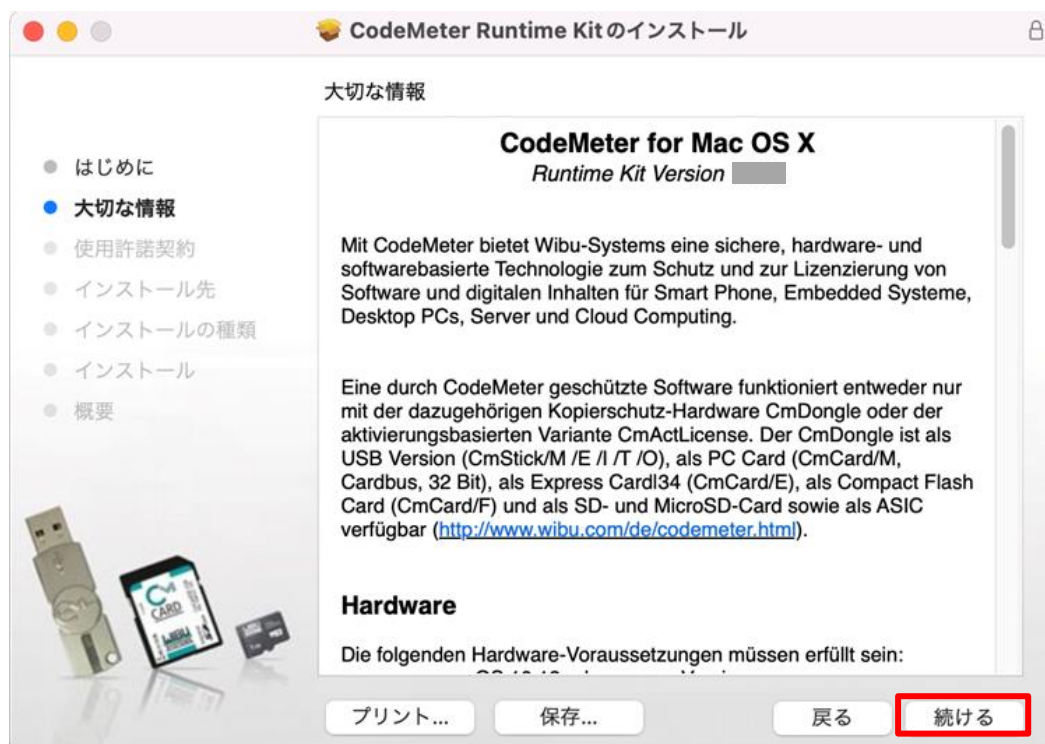 CodeMeter Runtime Kit のインストール
大切な情報
はじめに
大切な情報
使用許諾契約
インストール先
インストールの種類
インストール
概要
CodeMeter for Mac OS X
Runtime Kit Version
Mit CodeMeter bietet Wibu-Systems eine sichere, hardware- und
softwarebasierte Technologie zum Schutz und zur Lizenzierung von
Software und digitalen Inhalten für Smart Phone, Embedded Systeme,
Desktop PCs, Server und Cloud Computing.
Eine durch CodeMeter geschützte Software funktioniert entweder nur
mit der dazugehörigen Kopierschutz-Hardware CmDongle oder der
aktivierungsbasierten Variante CmActLicense. Der CmDongle ist als
USB Version (CmStick/M /E /I /T /O), als PC Card (CmCard/M,
Cardbus, 32 Bit), als Express Card|34 (CmCard/E), als Compact Flash
Card (CmCard/F) und als SD- und MicroSD-Card sowie als ASIC
verfügbar (http://www.wibu.com/de/codemeter.html).
Hardware
Die folgenden Hardware-Voraussetzungen müssen erfüllt sein:
CARD
WIBU
プリント...
保存...
戻る
続ける